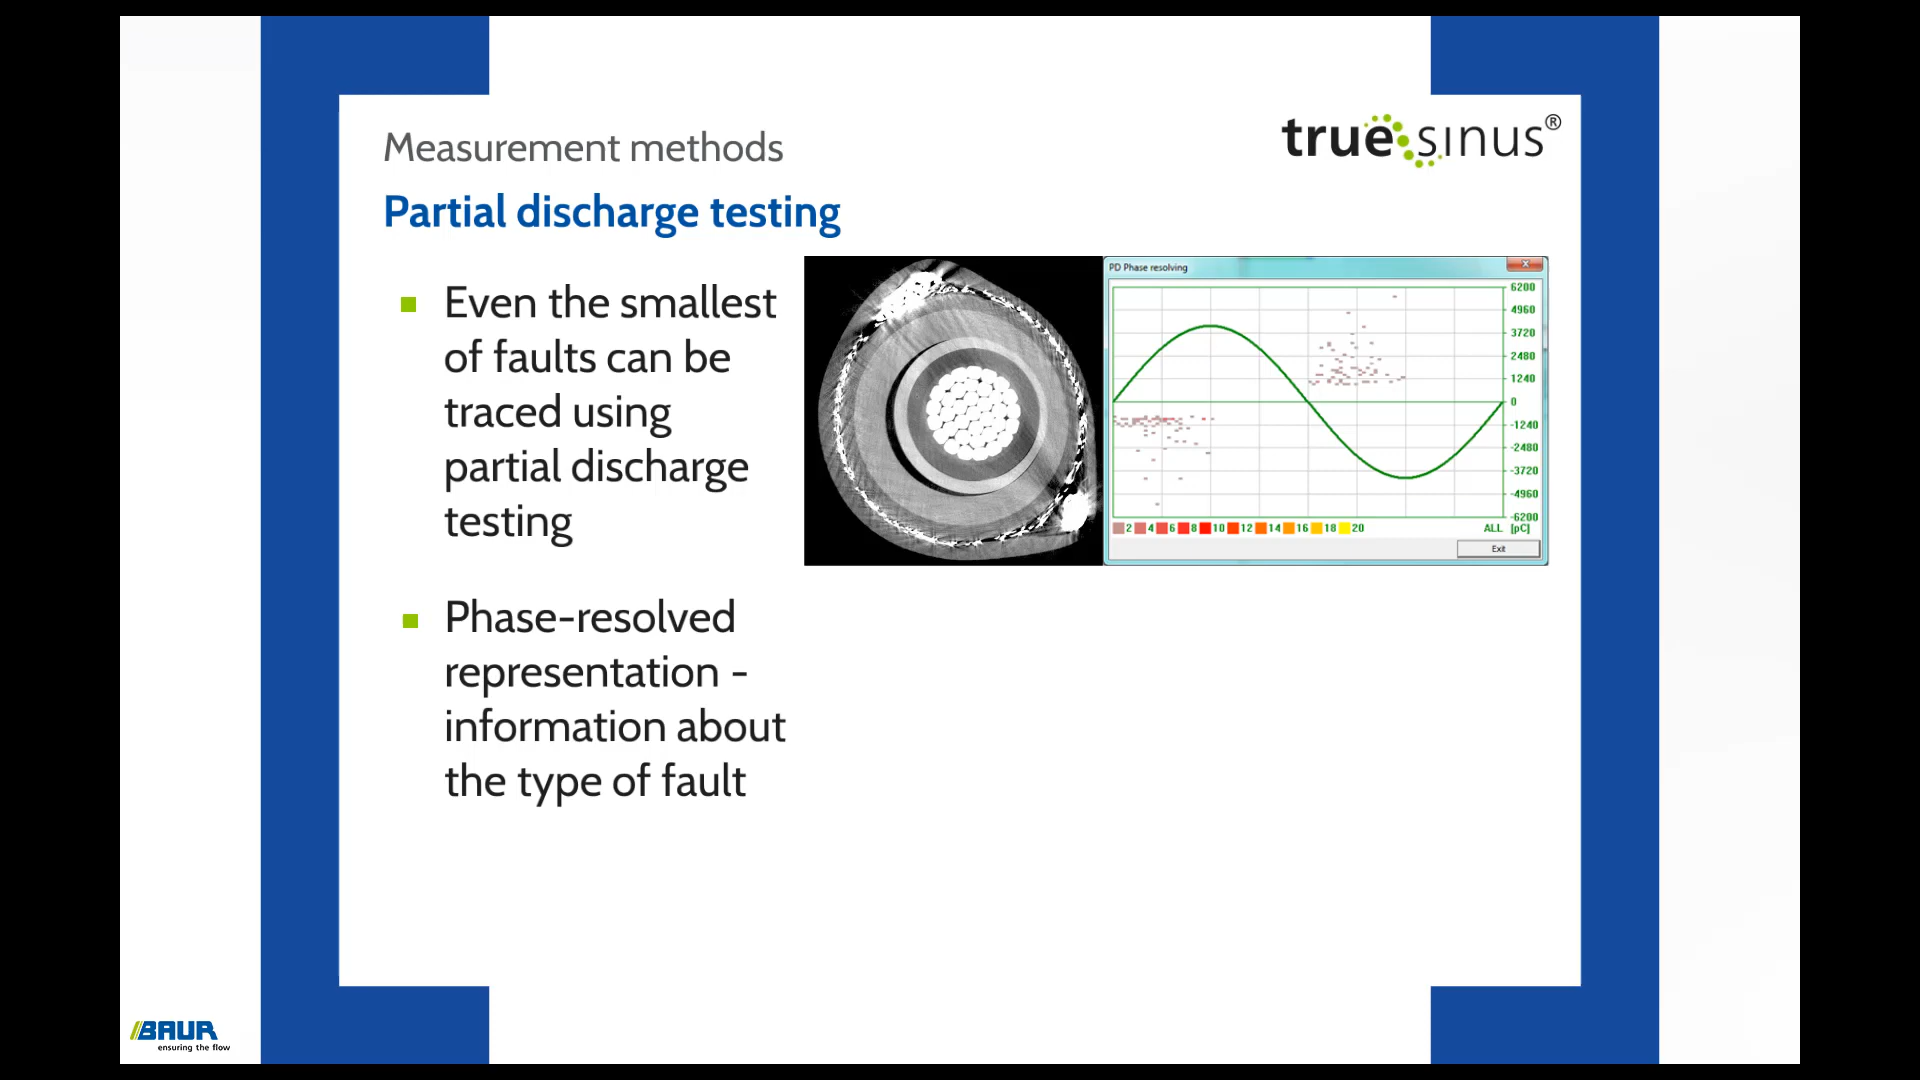 Measurement methods
truesinus®
Partial discharge testing
Even the smallest
of faults can be
traced using
partial discharge
testing
Phase-resolved
representation -
information about
the type of fault
PD Phase resolving
x
6200
4960
3720
2480
1240
0
-1240
-2480
-3720
-4960
-6200
2 4 6 8 10 12 14 16 18 20
ALL [pC]
Exit
BAUR
ensuring the flow